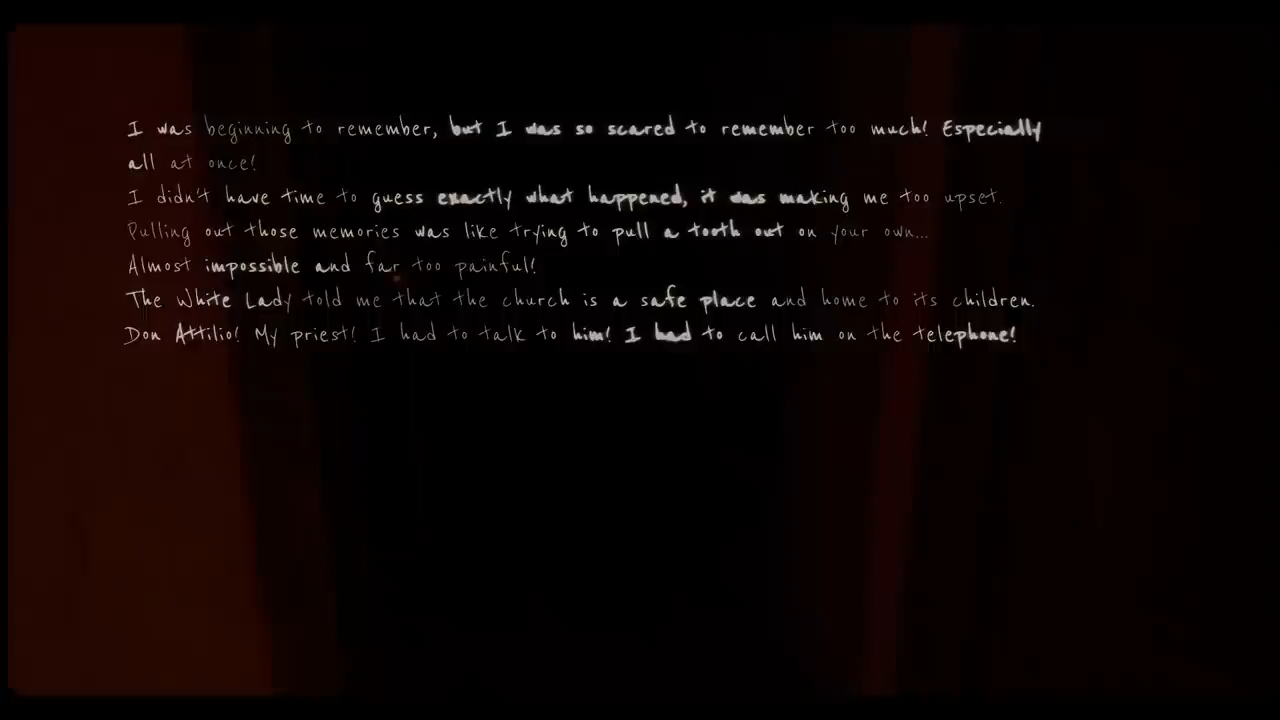 I was beginning to remember, but I was so scared to remember too much! Especially
all at once!
I didn't have time to guess exactly what happened, it was making me too upset.
Pulling out those memories was like trying to pull a tooth out on your own...
Almost impossible and far too painful!
The White Lady told me that the church is a safe place and home to its children.
Don Attilio! My priest! I had to talk to him! I had to call him on the telephone!